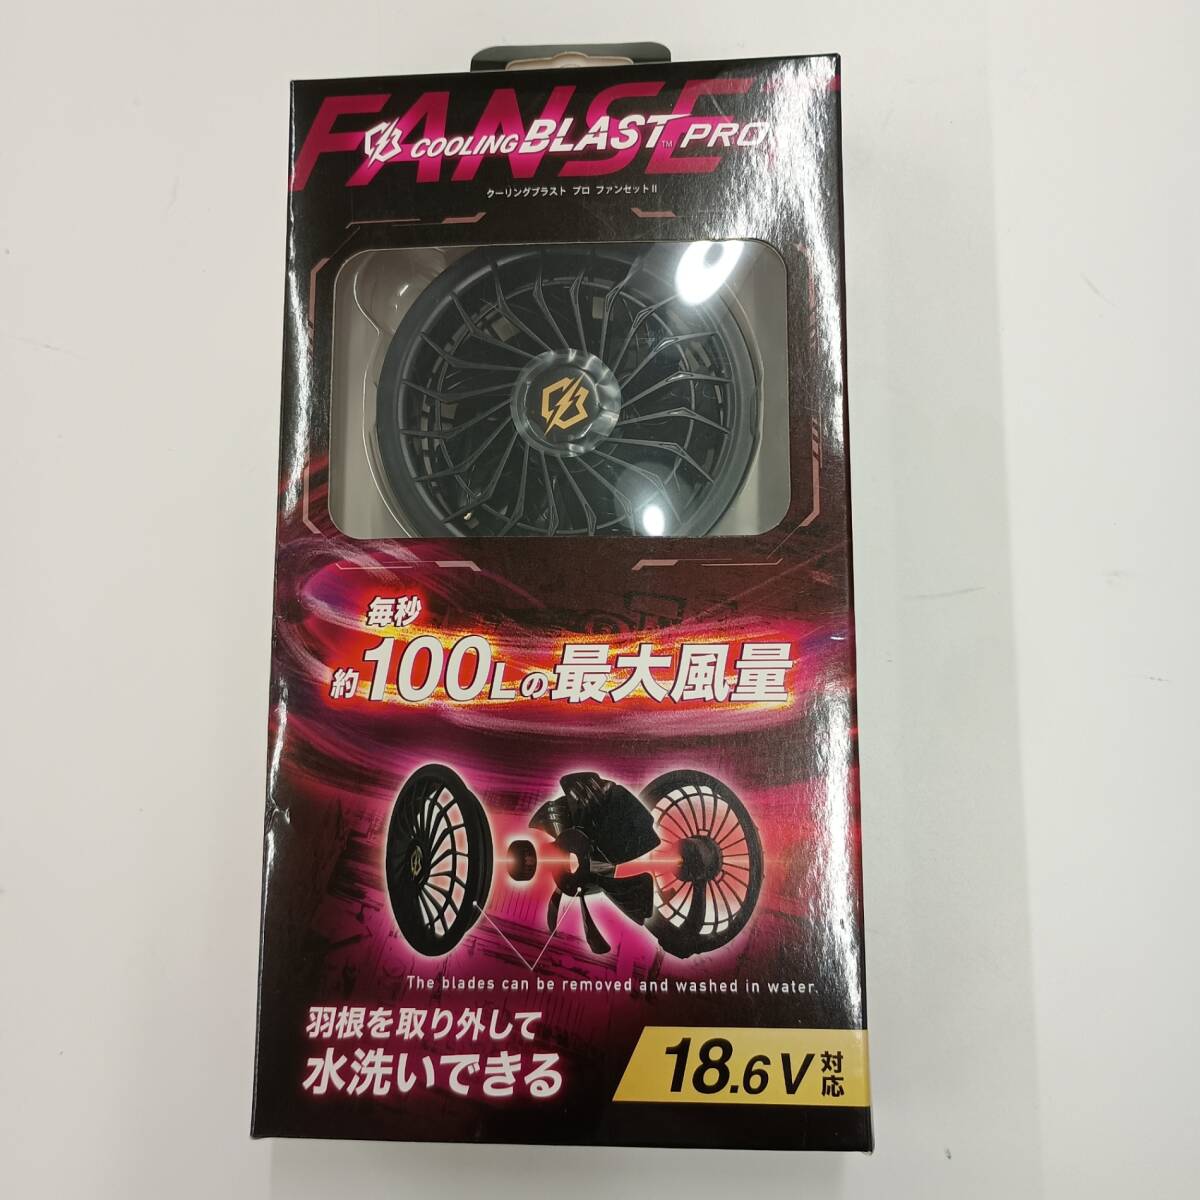 FANSET
COOLING BLAST™ PRO
クーリングブラスト プロ ファンセットII
毎秒
約100Lの最大風量
The blades can be removed and washed in water.
羽根を取り外して
水洗いできる
18.6V対応